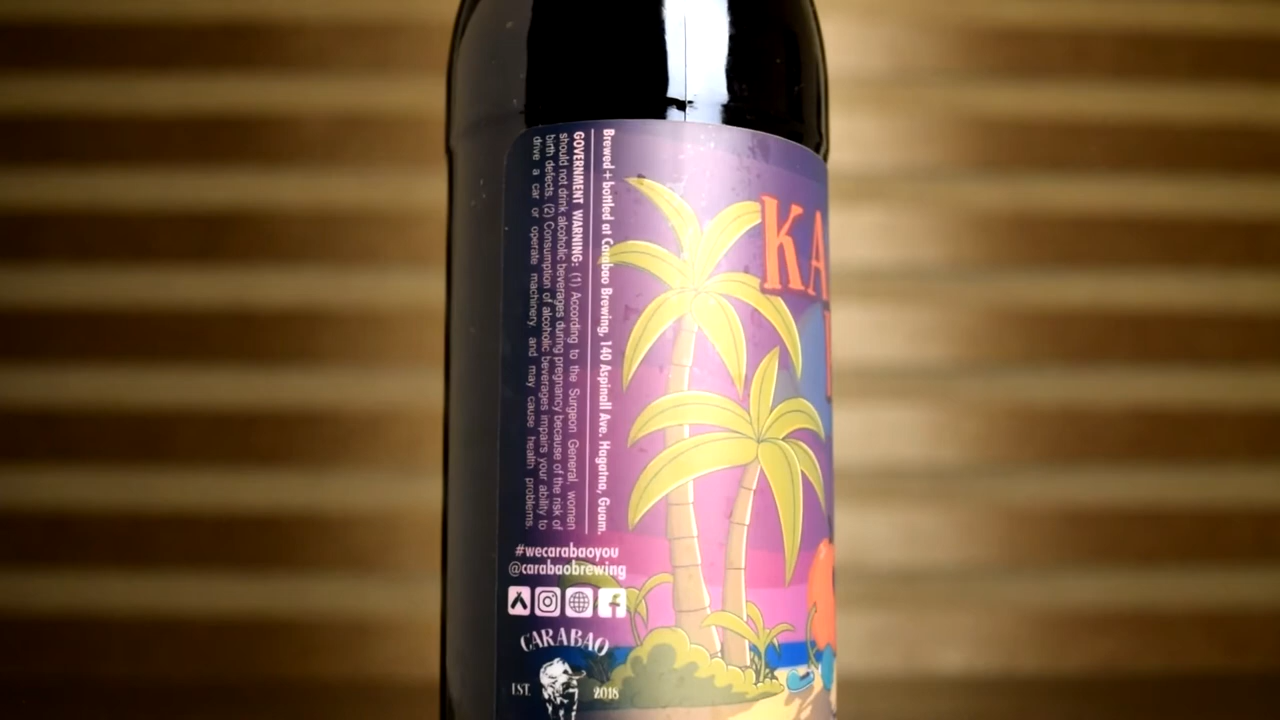 KA
Brewed + bottled at Carabao Brewing, 140 Aspinall Ave. Hagatna, Guam.
GOVERNMENT WARNING: (1) According to the Surgeon General, women
should not drink alcoholic beverages during pregnancy because of the risk of
birth defects. (2) Consumption of alcoholic beverages impairs your ability to
drive a car or operate machinery, and may cause health problems.
#wecarabaoyou
@carabaobrewing
CARABAO
EST. 2018